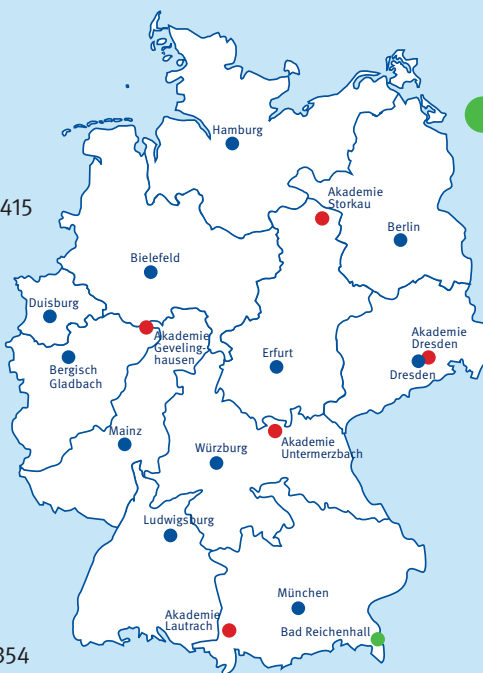 Hamburg
Akademie
Storkau
415
Berlin
Bielefeld
Duisburg
Akademie
Geveling-
hausen
Akademie
Dresden
Erfurt
Bergisch
Gladbach
Dresden
Mainz
Akademie
Untermerzbach
Würzburg
Ludwigsburg
München
Akademie
Lautrach
Bad Reichenhall
354